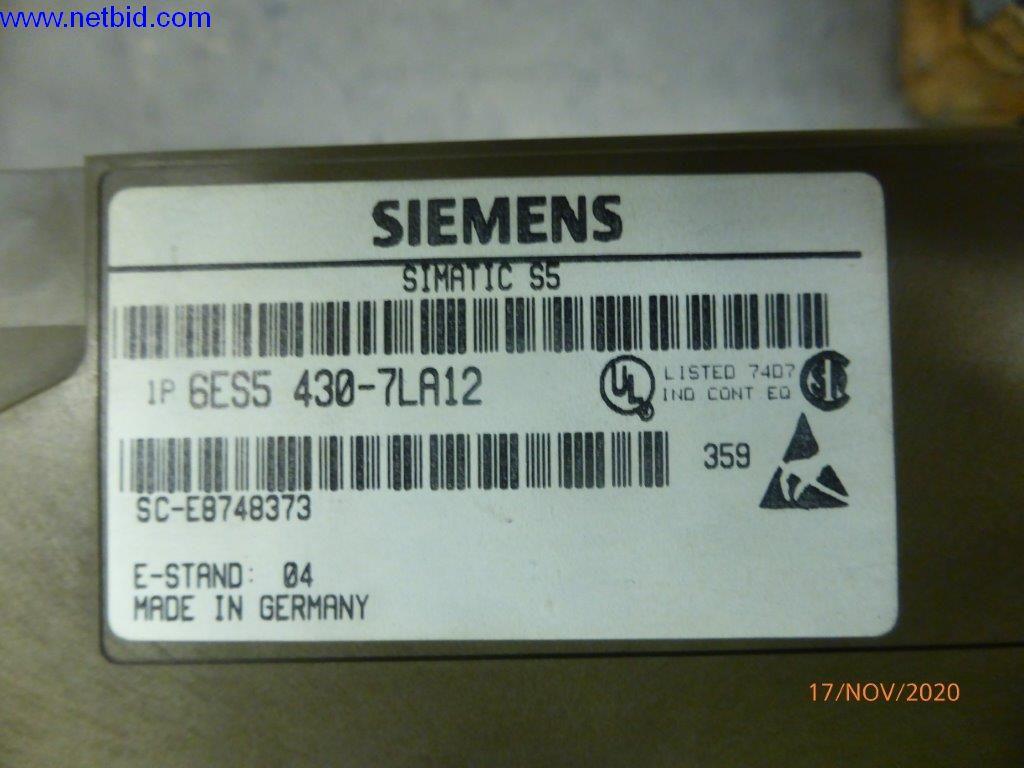 www.netbid.com
SIEMENS
SIMATIC S5
1P 6ES5 430-7LA12
UL
LISTED 74D7
IND CONT EQ
359
SC-E8748373
E-STAND: 04
MADE IN GERMANY
17/NOV/2020